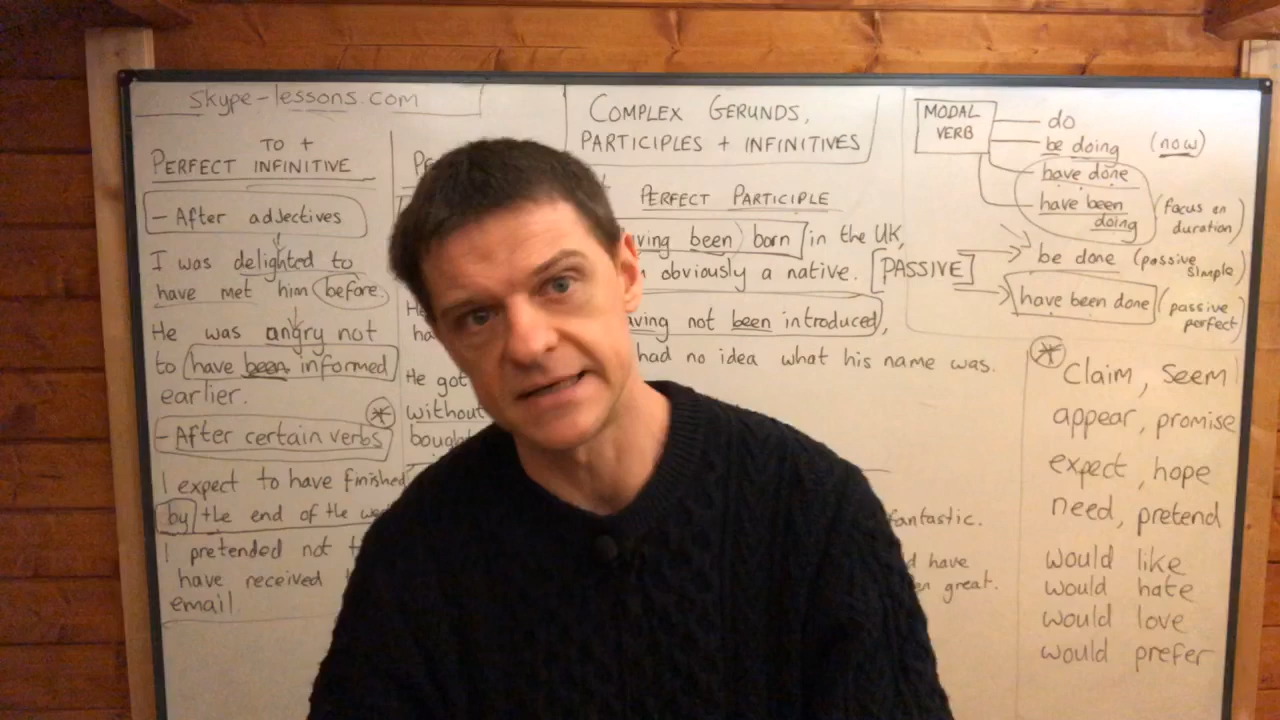 Skype-lessons.com
TO +
PERFECT INFINITIVE
- After adjectives
I was delighted to
have met him before.
He was angry not
to have been informed
earlier.
- After certain verbs *
I expect to have finished
by the end of the
I pretended not
have received
email.
He got
without
COMPLEX GERUNDS,
PARTICIPLES + INFINITIVES
PERFECT PARTICIPLE
been born in the UK,
obviously a native. [PASSIVE]
not been introduced,
had no idea what his name was.
fantastic.
have
great.
MODAL
VERB
do
be doing (now)
have done
have been
doing
(focus on
duration)
be done (passive
simple)
have been done (passive
perfect)
* Claim, seem
appear, promise
expect, hope
need, pretend
would like
would hate
would love
would prefer